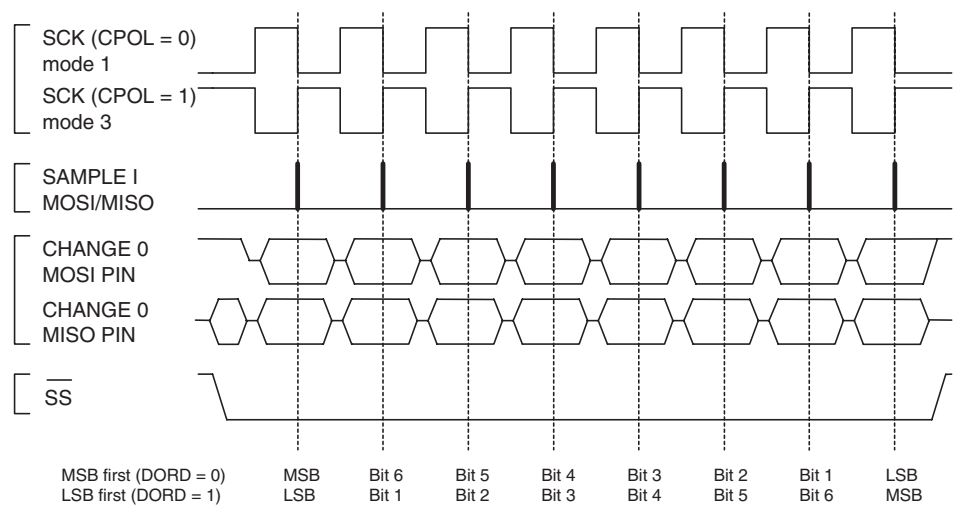 SCK (CPOL = 0)
mode 1
SCK (CPOL = 1)
mode 3
SAMPLE I
MOSI/MISO
CHANGE 0
MOSI PIN
CHANGE 0
MISO PIN
SS
MSB first (DORD = 0) MSB Bit 6 Bit 5 Bit 4 Bit 3 Bit 2 Bit 1 LSB
LSB first (DORD = 1) LSB Bit 1 Bit 2 Bit 3 Bit 4 Bit 5 Bit 6 MSB